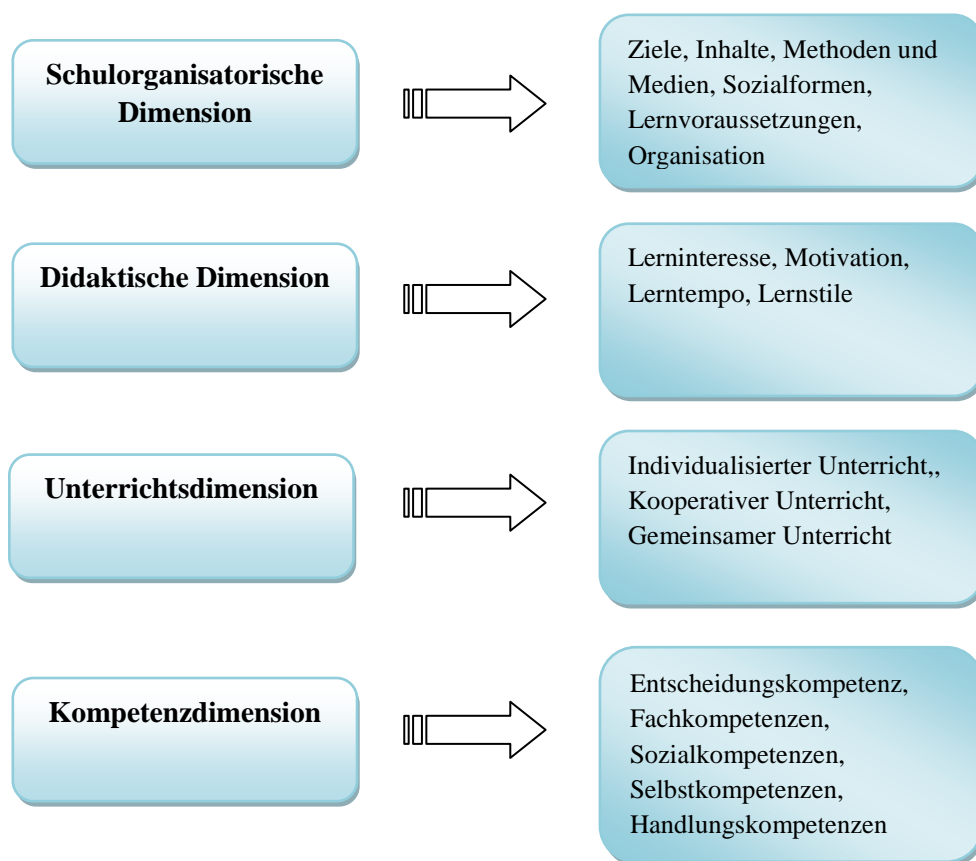 Schulorganisatorische
Dimension
Ziele, Inhalte, Methoden und
Medien, Sozialformen,
Lernvoraussetzungen,
Organisation
Didaktische Dimension
Lerninteresse, Motivation,
Lerntempo, Lernstile
Unterrichtsdimension
Individualisierter Unterricht,,
Kooperativer Unterricht,
Gemeinsamer Unterricht
Kompetenzdimension
Entscheidungskompetenz,
Fachkompetenzen,
Sozialkompetenzen,
Selbstkompetenzen,
Handlungskompetenzen